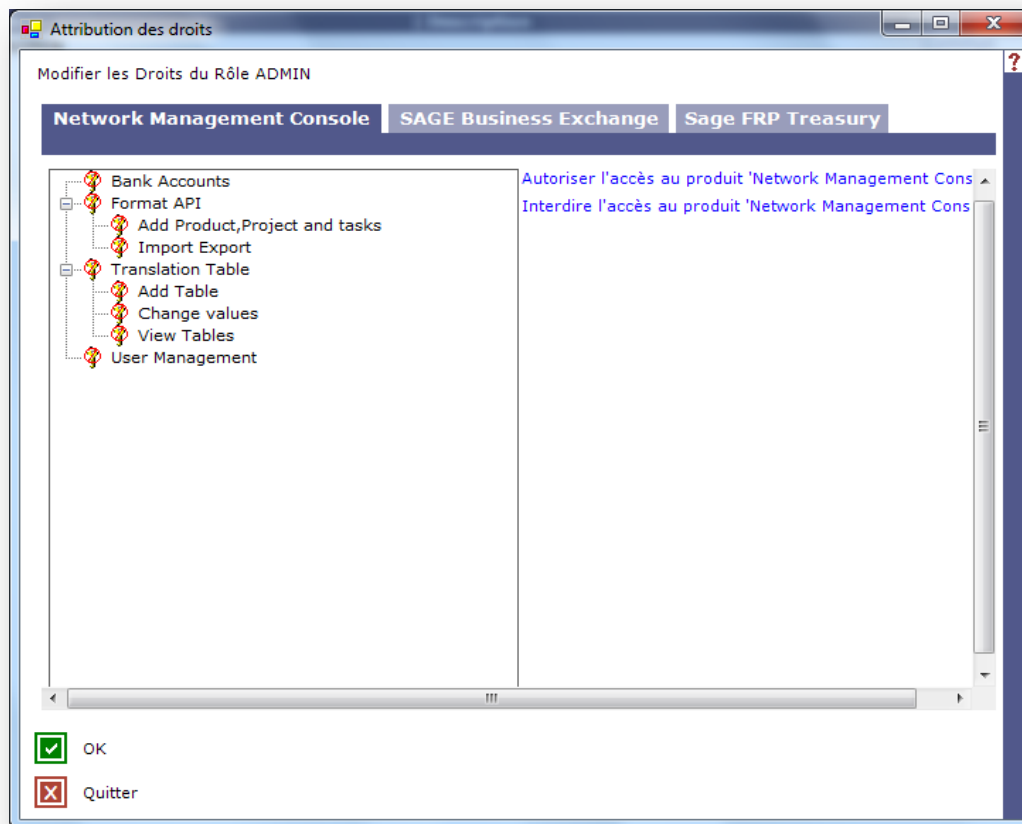 Description
Attribution des droits
Modifier les Droits du Rôle ADMIN
?
Network Management Console SAGE Business Exchange Sage FRP Treasury
Bank Accounts
Format API
Add Product,Project and tasks
Import Export
Translation Table
Add Table
Change values
View Tables
User Management
Autoriser l'accès au produit 'Network Management Cons
Interdire l'accès au produit 'Network Management Cons
OK
Quitter